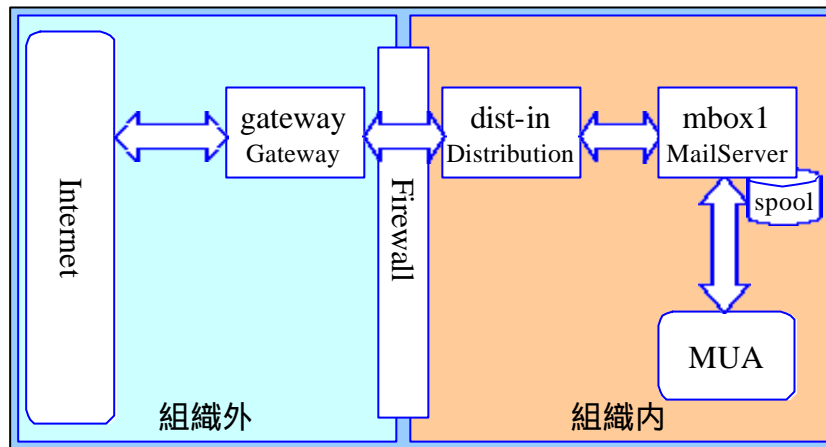 Internet
gateway
Gateway
Firewall
dist-in
Distribution
mbox1
MailServer
spool
MUA
組織外
組織内